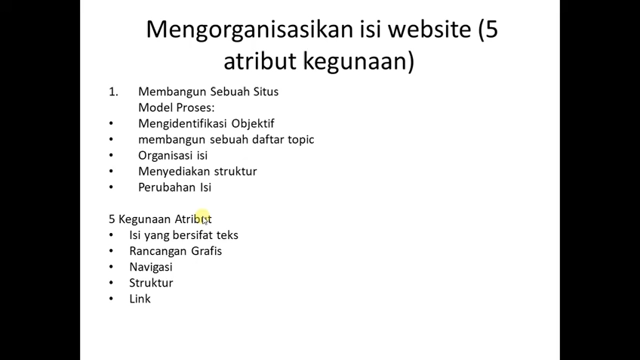 Mengorganisasikan isi website (5
atribut kegunaan)
1. Membangun Sebuah Situs
Model Proses:
• Mengidentifikasi Objektif
• membangun sebuah daftar topic
• Organisasi isi
• Menyediakan struktur
• Perubahan Isi
5 Kegunaan Atribut
• Isi yang bersifat teks
• Rancangan Grafis
• Navigasi
• Struktur
• Link